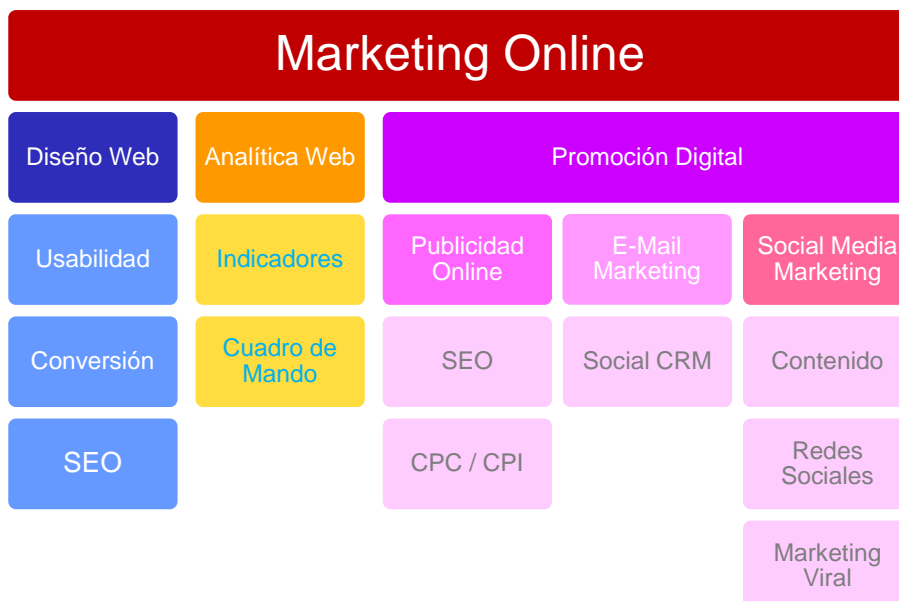 Marketing Online
Diseño Web
Analítica Web
Promoción Digital
Usabilidad
Indicadores
Publicidad
Online
E-Mail
Marketing
Social Media
Marketing
Conversión
Cuadro de
Mando
SEO
Social CRM
Contenido
SEO
CPC / CPI
Redes
Sociales
Marketing
Viral